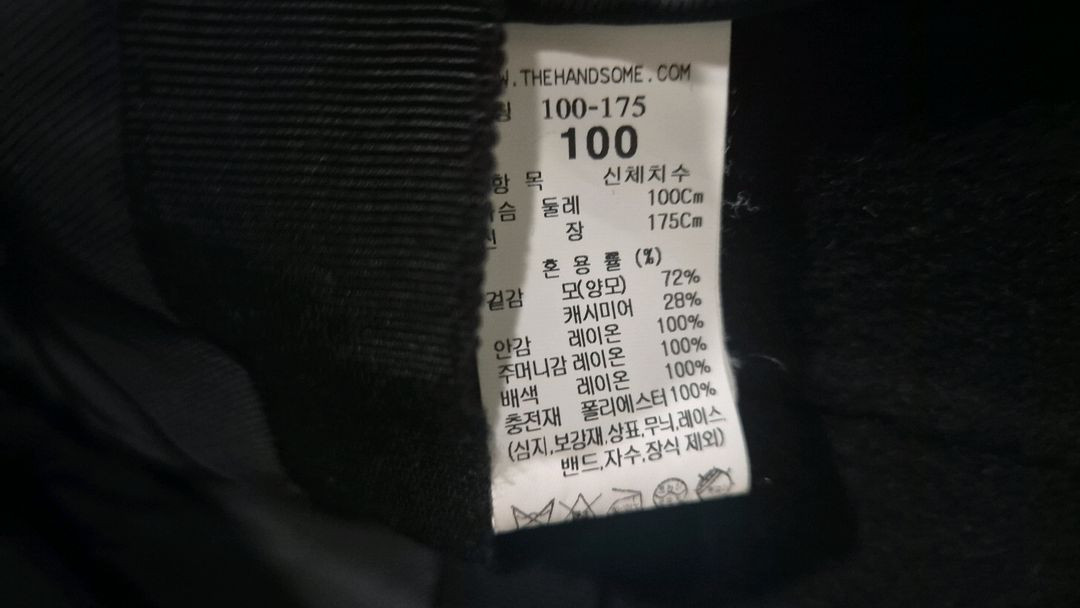 .THEHANDSOME.COM
100-175
100
항 목 신체치수
둘레 100Cm
장 175Cm
혼 용 률 (%)
겉감 모(양모) 72%
캐시미어 28%
안감 레이온 100%
주머니감 레이온 100%
배색 레이온 100%
충전재 폴리에스터 100%
(심지,보강재,상표,무늬,레이스
밴드,자수,장식 제외)